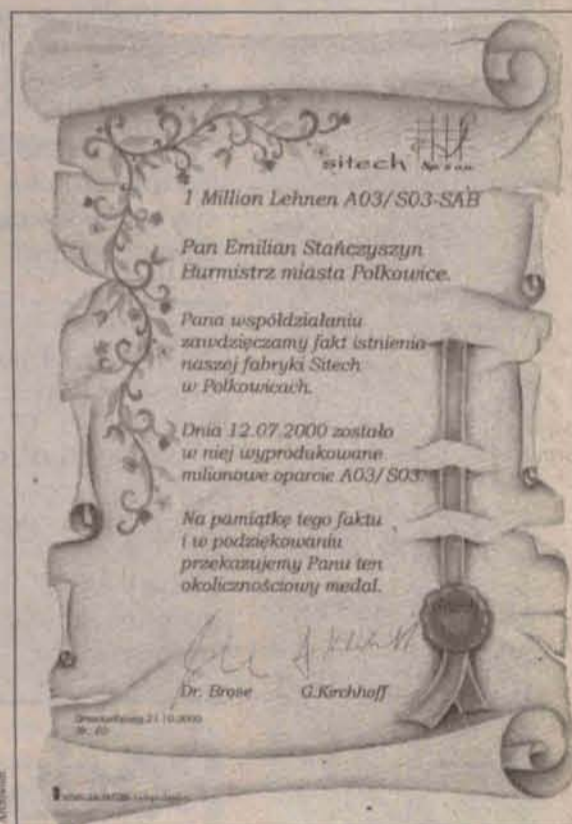 sitech Sp. z o.o.
1 Million Lehnen A03/S03-SAB
Pan Emilian Stańczyszyn
Burmistrz miasta Polkowice.
Pana współdziałaniu
zawdzięczamy fakt istnienia
naszej fabryki Sitech
w Polkowicach.
Dnia 12.07.2000 zostało
w niej wyprodukowane
milionowe oparcie A03/S03.
Na pamiątkę tego faktu
i w podziękowaniu
przekazujemy Panu ten
okolicznościowy medal.
Dr. Brose G.Kirchhoff